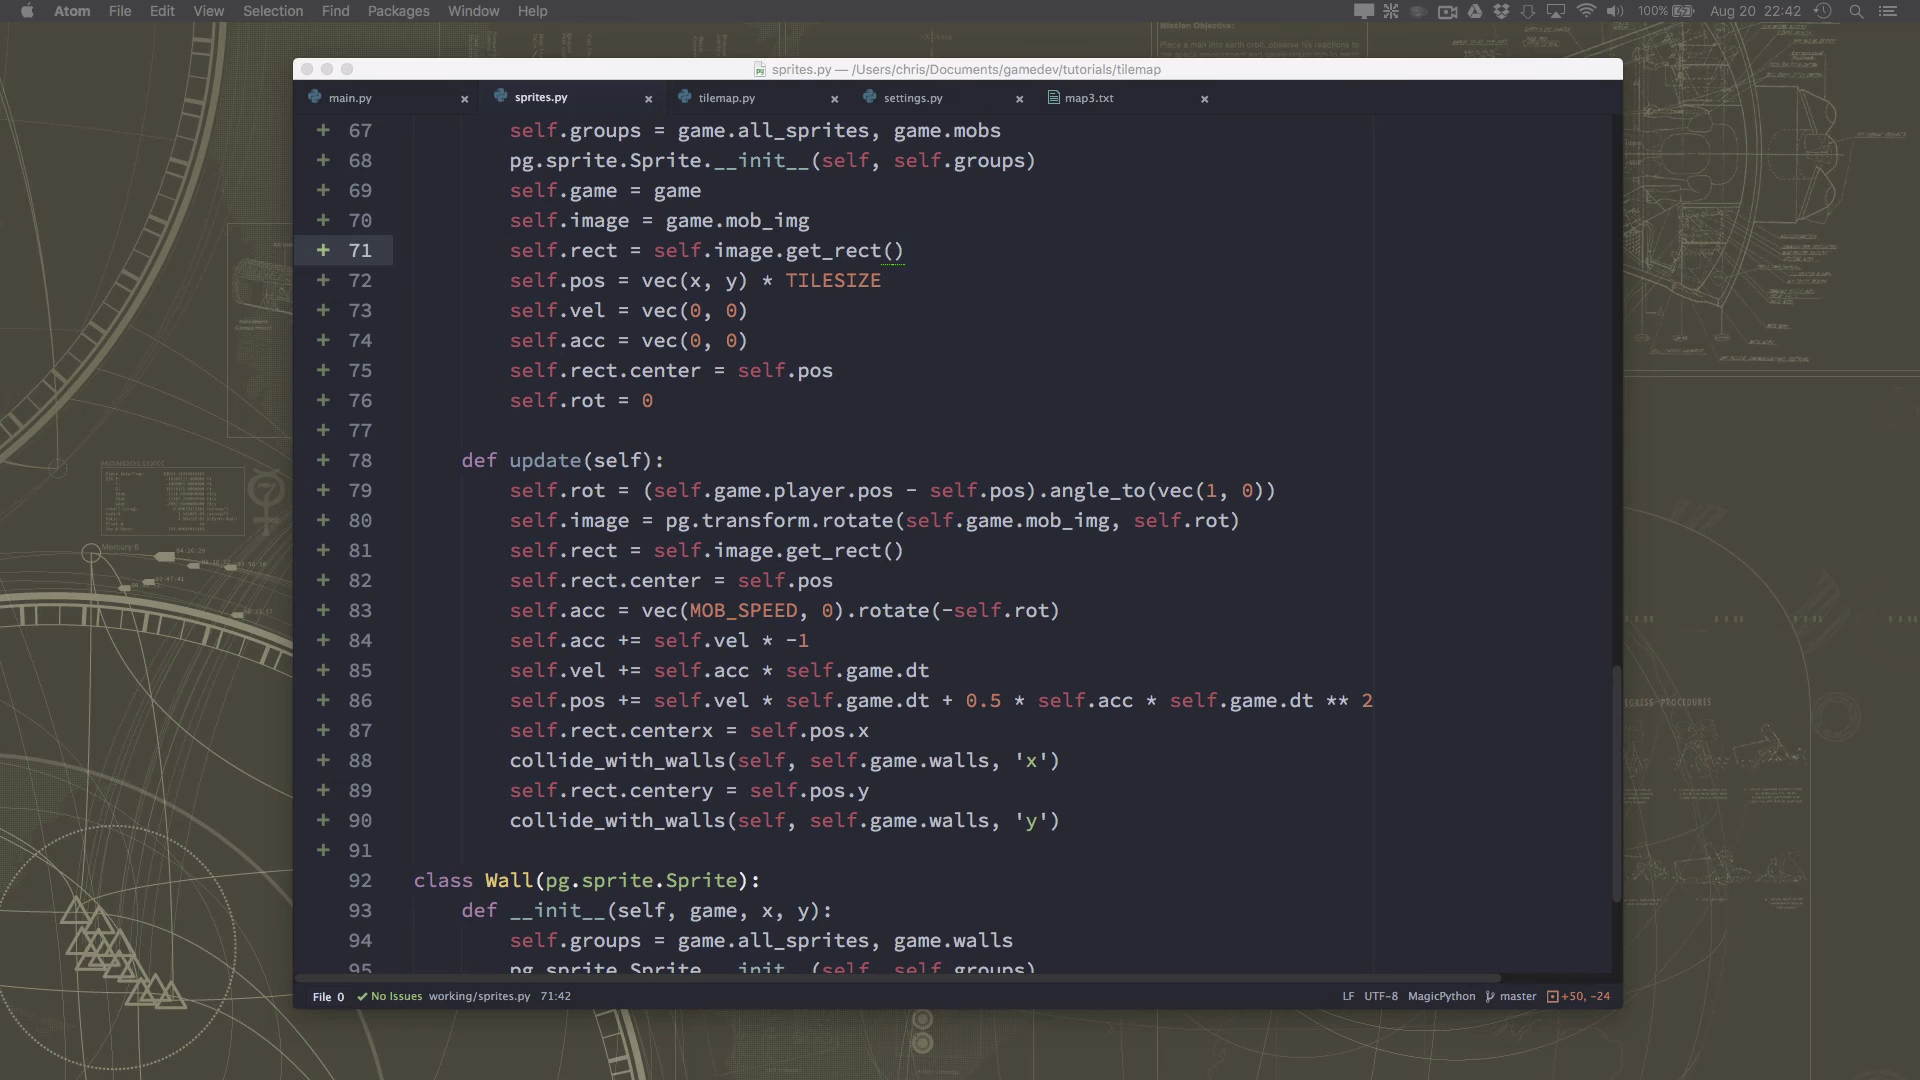 Atom File Edit View Selection Find Packages Window Help 100% Aug 20 22:42
Mission Objective:
sprites.py — /Users/chris/Documents/gamedev/tutorials/tilemap
main.py × sprites.py × tilemap.py × settings.py × map3.txt ×
+ 67 self.groups = game.all_sprites, game.mobs
+ 68 pg.sprite.Sprite.__init__(self, self.groups)
+ 69 self.game = game
+ 70 self.image = game.mob_img
+ 71 self.rect = self.image.get_rect()
+ 72 self.pos = vec(x, y) * TILESIZE
+ 73 self.vel = vec(0, 0)
+ 74 self.acc = vec(0, 0)
+ 75 self.rect.center = self.pos
+ 76 self.rot = 0
+ 77
+ 78 def update(self):
+ 79 self.rot = (self.game.player.pos - self.pos).angle_to(vec(1, 0))
+ 80 self.image = pg.transform.rotate(self.game.mob_img, self.rot)
+ 81 self.rect = self.image.get_rect()
+ 82 self.rect.center = self.pos
+ 83 self.acc = vec(MOB_SPEED, 0).rotate(-self.rot)
+ 84 self.acc += self.vel * -1
+ 85 self.vel += self.acc * self.game.dt
+ 86 self.pos += self.vel * self.game.dt + 0.5 * self.acc * self.game.dt ** 2
+ 87 self.rect.centerx = self.pos.x
+ 88 collide_with_walls(self, self.game.walls, 'x')
+ 89 self.rect.centery = self.pos.y
+ 90 collide_with_walls(self, self.game.walls, 'y')
+ 91
92 class Wall(pg.sprite.Sprite):
93 def __init__(self, game, x, y):
94 self.groups = game.all_sprites, game.walls
95 pg.sprite.Sprite.__init__(self, self.groups)
File 0 No Issues working/sprites.py 71:42 LF UTF-8 MagicPython master +50, -24
EGRESS PROCEDURES